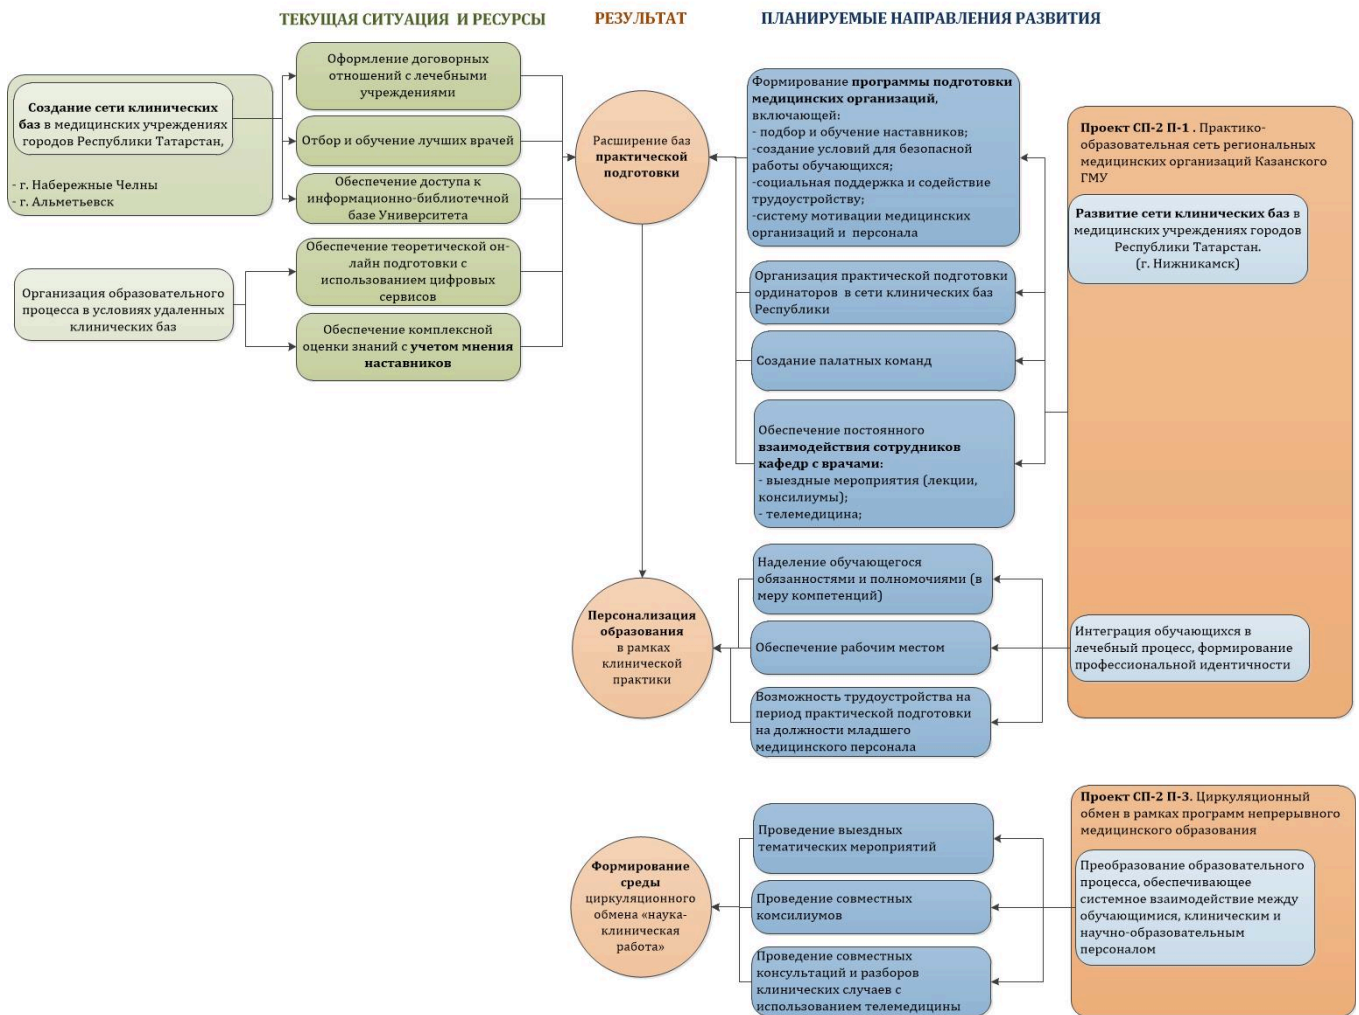 ТЕКУЩАЯ СИТУАЦИЯ И РЕСУРСЫ
РЕЗУЛЬТАТ
ПЛАНИРУЕМЫЕ НАПРАВЛЕНИЯ РАЗВИТИЯ
Создание сети клинических
баз в медицинских учреждениях
городов Республики Татарстан,
- г. Набережные Челны
- г. Альметьевск
Организация образовательного
процесса в условиях удаленных
клинических баз
Оформление договорных
отношений с лечебными
учреждениями
Отбор и обучение лучших врачей
Обеспечение доступа к
информационно-библиотечной
базе Университета
Обеспечение теоретической он-
лайн подготовки с
использованием цифровых
сервисов
Обеспечение комплексной
оценки знаний с учетом мнения
наставников
Расширение баз
практической
подготовки
Персонализация
образования
в рамках
клинической
практики
Формирование
среды
циркуляционного
обмена «наука-
клиническая
работа»
Формирование программы подготовки
медицинских организаций,
включающей:
- подбор и обучение наставников;
-создание условий для безопасной
работы обучающихся;
-социальная поддержка и содействие
трудоустройству;
-систему мотивации медицинских
организаций и персонала
Организация практической подготовки
ординаторов в сети клинических баз
Республики
Создание палатных команд
Обеспечение постоянного
взаимодействия сотрудников
кафедр с врачами:
- выездные мероприятия (лекции,
консилиумы);
- телемедицина;
Наделение обучающегося
обязанностями и полномочиями (в
меру компетенций)
Обеспечение рабочим местом
Возможность трудоустройства на
период практической подготовки
на должности младшего
медицинского персонала
Проведение выездных
тематических мероприятий
Проведение совместных
комсилиумов
Проведение совместных
консультаций и разборов
клинических случаев с
использованием телемедицины
Проект СП-2 П-1 . Практико-
образовательная сеть региональных
медицинских организаций Казанского
ГМУ
Развитие сети клинических баз в
медицинских учреждениях городов
Республики Татарстан.
(г. Нижникамск)
Интеграция обучающихся в
лечебный процесс, формирование
профессиональной идентичности
Проект СП-2 П-3. Циркуляционный
обмен в рамках программ непрерывного
медицинского образования
Преобразование образовательного
процесса, обеспечивающее
системное взаимодействие между
обучающимися, клиническим и
научно-образовательным
персоналом